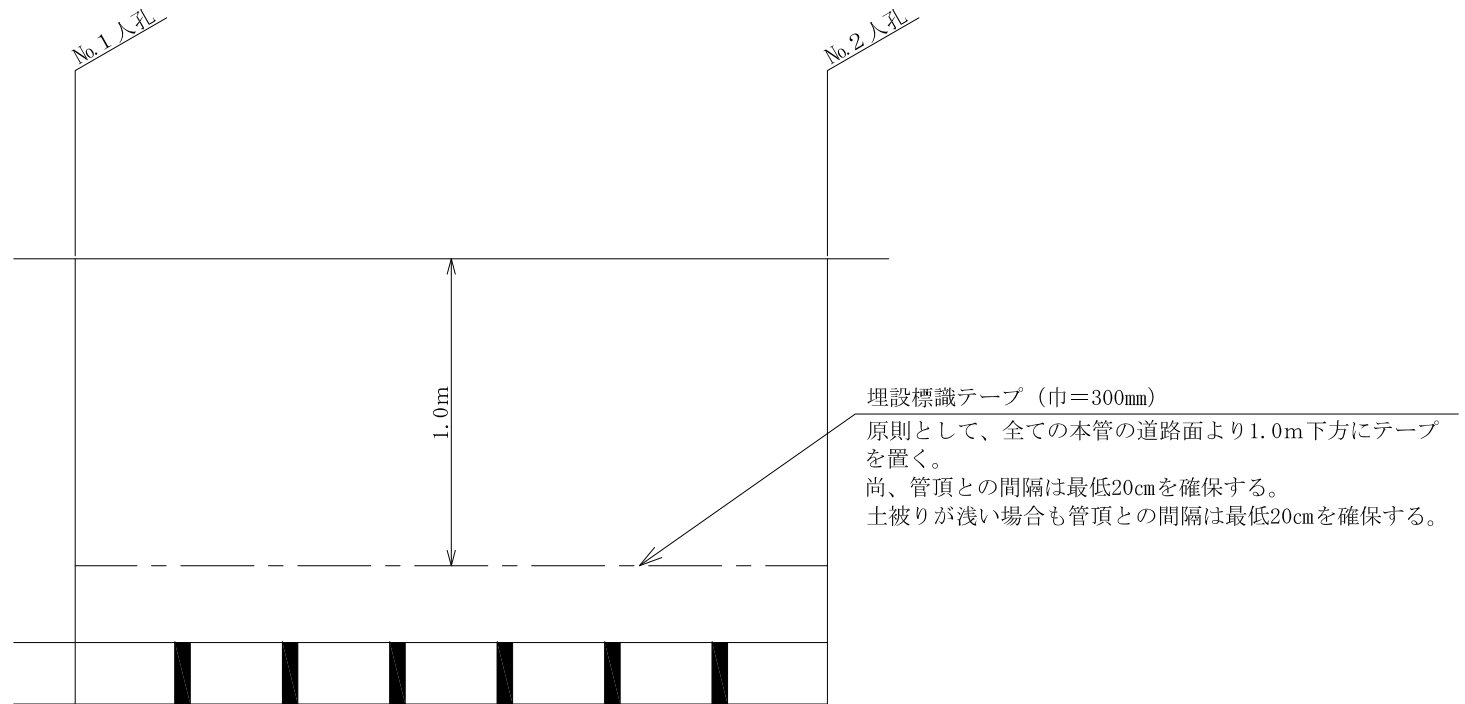 №1人孔
№2人孔
1.0m
埋設標識テープ（巾＝300㎜）
原則として、全ての本管の道路面より1.0m下方にテープ
を置く。
尚、管頂との間隔は最低20㎝を確保する。
土被りが浅い場合も管頂との間隔は最低20㎝を確保する。